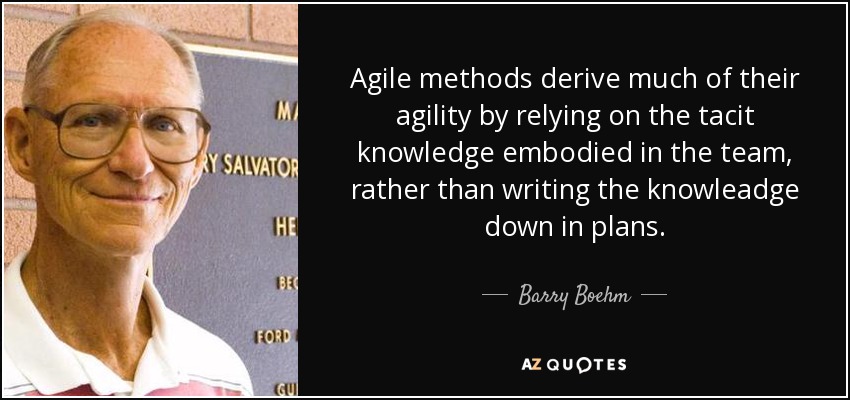 MA
RY SALVATOR
HE
BEC
FORD
GU
Agile methods derive much of their
agility by relying on the tacit
knowledge embodied in the team,
rather than writing the knowleadge
down in plans.
Barry Boehm
AZ QUOTES